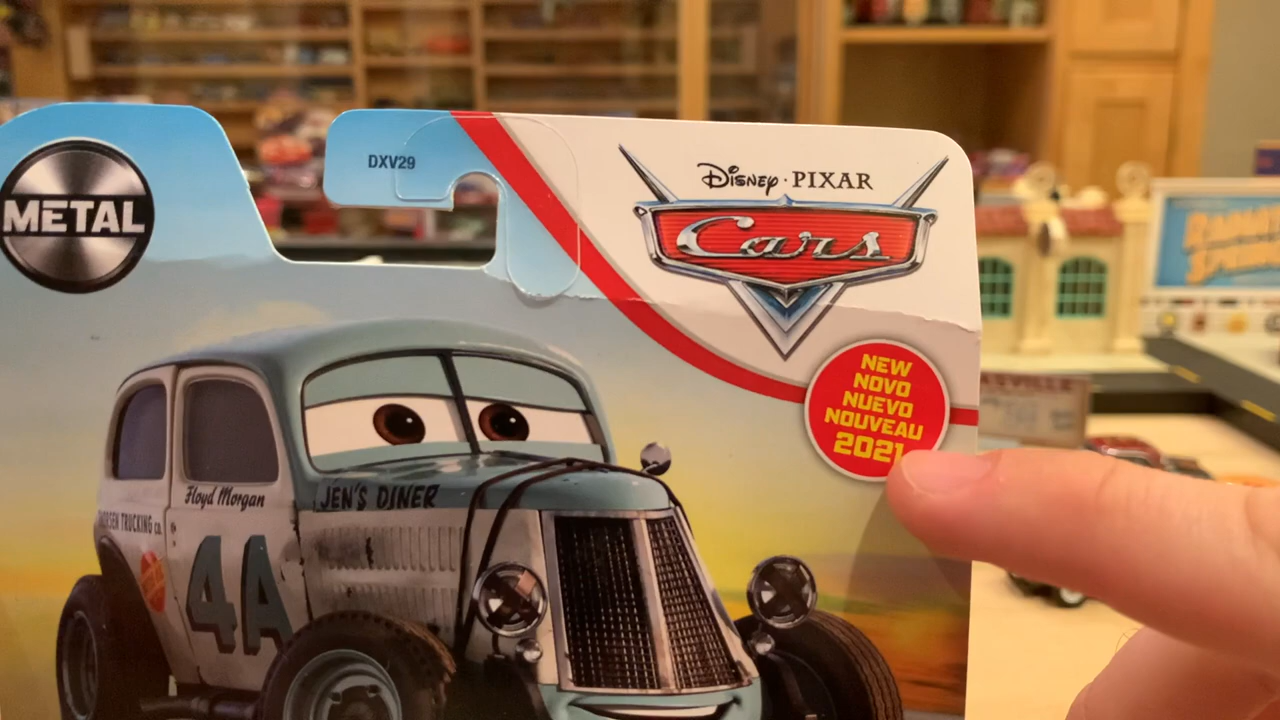 METAL
DXV29
Disney · PIXAR
Cars
NEW
NOVO
NUEVO
NOUVEAU
2021
JEN'S DINER
Floyd Morgan
TRUCKING CO.
4A